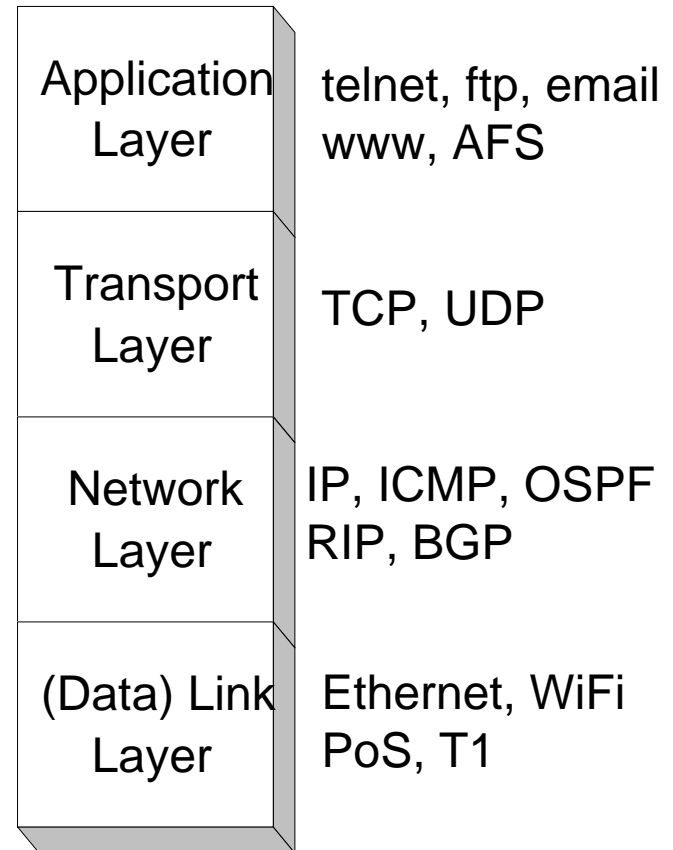 Application
Layer
telnet, ftp, email
www, AFS
Transport
Layer
TCP, UDP
Network
Layer
IP, ICMP, OSPF
RIP, BGP
(Data) Link
Layer
Ethernet, WiFi
PoS, T1